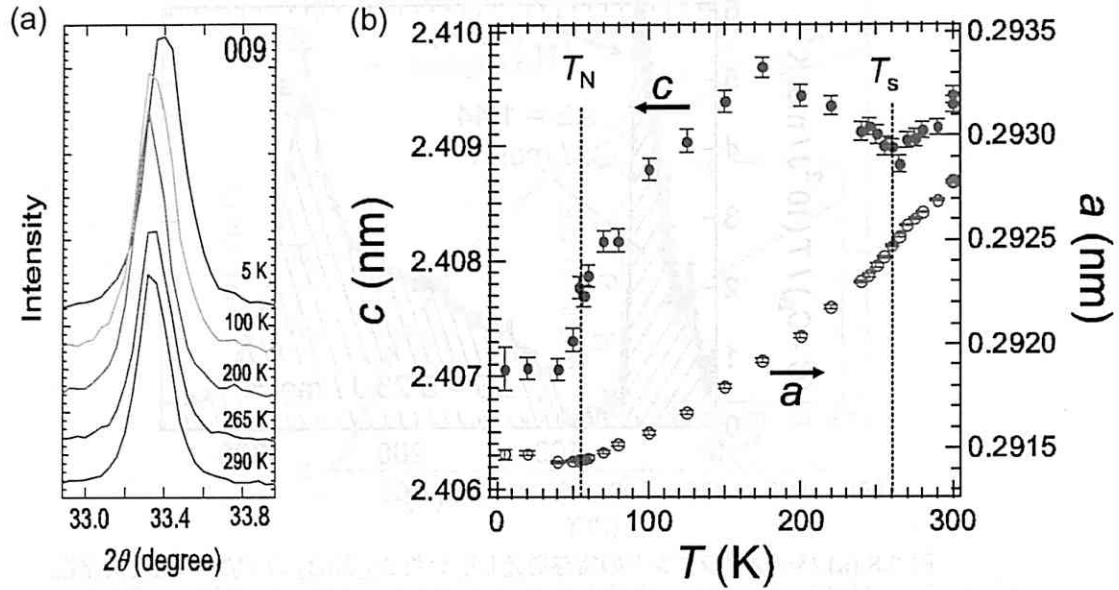 (a)
009
5 K
100 K
200 K
265 K
290 K
Intensity
33.0 33.4 33.8
2θ (degree)
(b)
2.410
2.409
2.408
2.407
2.406
c (nm)
T_N
c
T_s
a
0.2935
0.2930
0.2925
0.2920
0.2915
a (nm)
0 100 200 300
T (K)